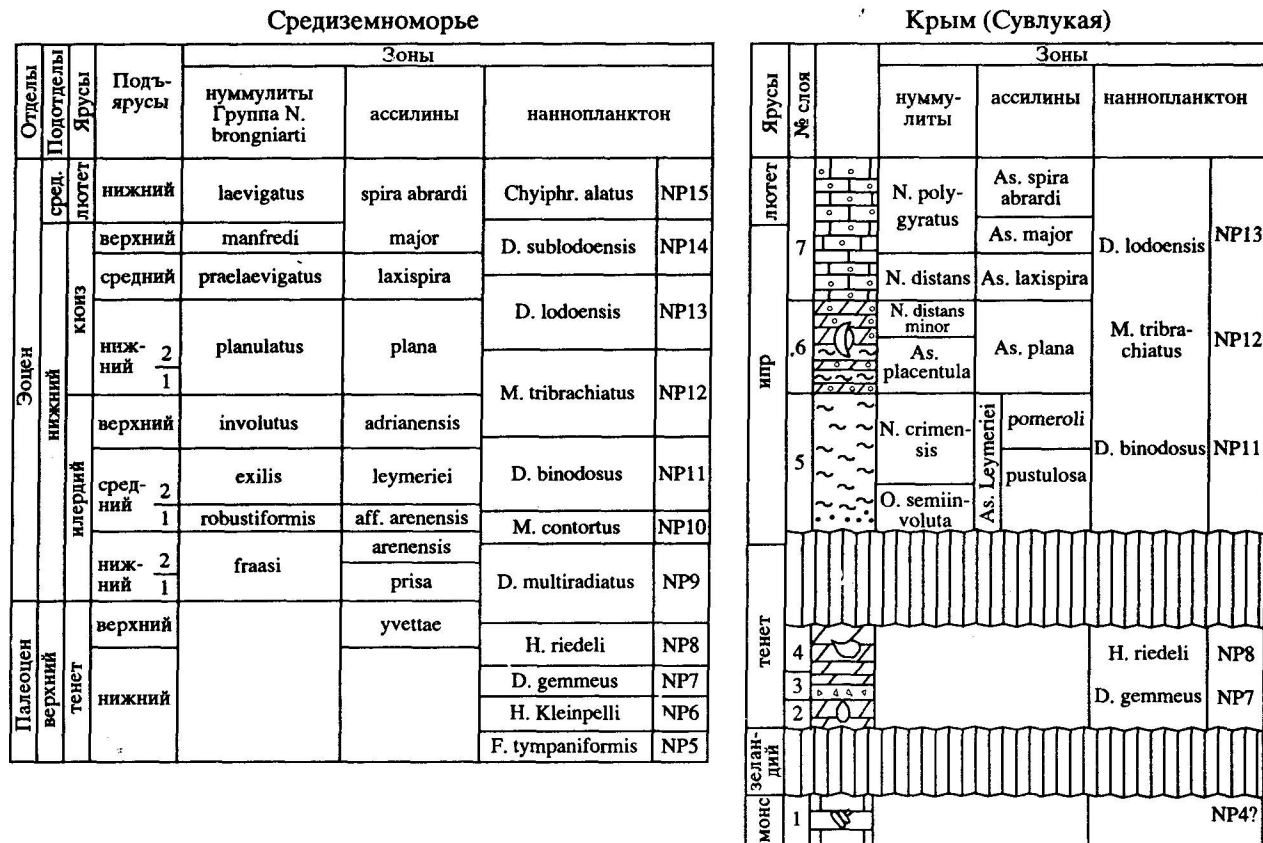 Средиземноморье
Отделы
Подотделы
Ярусы
Подъ-
ярусы
Зоны
нуммулиты
Группа N.
brongniarti
ассилины
наннопланктон
Эоцен
сред.
лютет
нижний
laevigatus
spira abrardi
Chyiphr. alatus
NP15
нижний
кюиз
верхний
manfredi
major
D. sublodoensis
NP14
средний
praelaevigatus
laxispira
D. lodoensis
NP13
ниж-
ний
2
1
planulatus
plana
M. tribrachiatus
NP12
илердий
верхний
involutus
adrianensis
D. binodosus
NP11
сред-
ний
2
1
exilis
leymeriei
robustiformis
aff. arenensis
M. contortus
NP10
ниж-
ний
2
1
fraasi
arenensis
prisa
D. multiradiatus
NP9
Палеоцен
верхний
тенет
верхний
yvettae
H. riedeli
NP8
нижний
D. gemmeus
NP7
H. Kleinpelli
NP6
F. tympaniformis
NP5
Крым (Сувлукая)
Ярусы
№ слоя
Зоны
нумму-
литы
ассилины
наннопланктон
лютет
7
N. poly-
gyratus
As. spira
abrardi
As. major
D. lodoensis
NP13
ипр
N. distans
As. laxispira
6
N. distans
minor
As.
placentula
As. plana
M. tribra-
chiatus
NP12
5
N. crimen-
sis
O. semiin-
voluta
As. Leymeriei
pomeroli
pustulosa
D. binodosus
NP11
тенет
4
H. riedeli
NP8
3
D. gemmeus
NP7
2
зелан-
дий
монс
1
NP4?